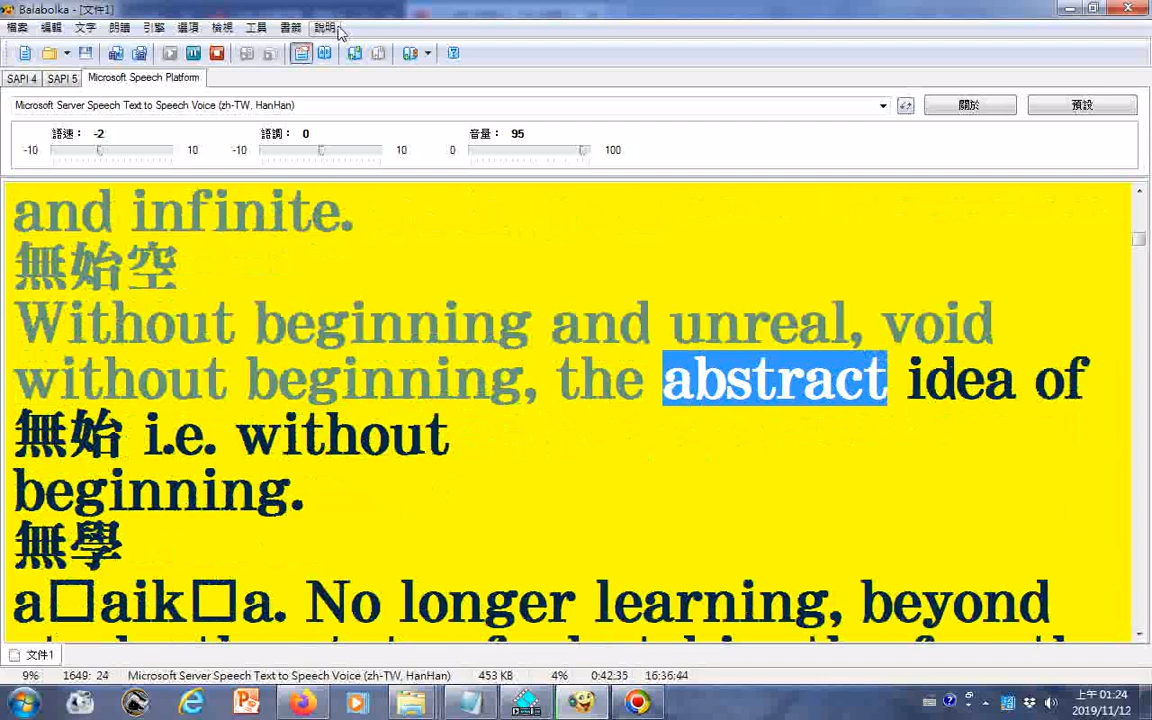 Balabolka - [文件1]
檔案 編輯 文字 朗讀 引擎 選項 檢視 工具 書籤 說明
SAPI 4 SAPI 5 Microsoft Speech Platform
Microsoft Server Speech Text to Speech Voice (zh-TW, HanHan) 關於 預設
語速： -2 語調： 0 音量： 95
-10 10 -10 10 0 100
and infinite.
無始空
Without beginning and unreal, void
without beginning, the abstract idea of
無始 i.e. without
beginning.
無學
a□aik□a. No longer learning, beyond
文件1
9% 1649: 24 Microsoft Server Speech Text to Speech Voice (zh-TW, HanHan) 453 KB 4% 0:42:35 16:36:44
上午 01:24
2019/11/12